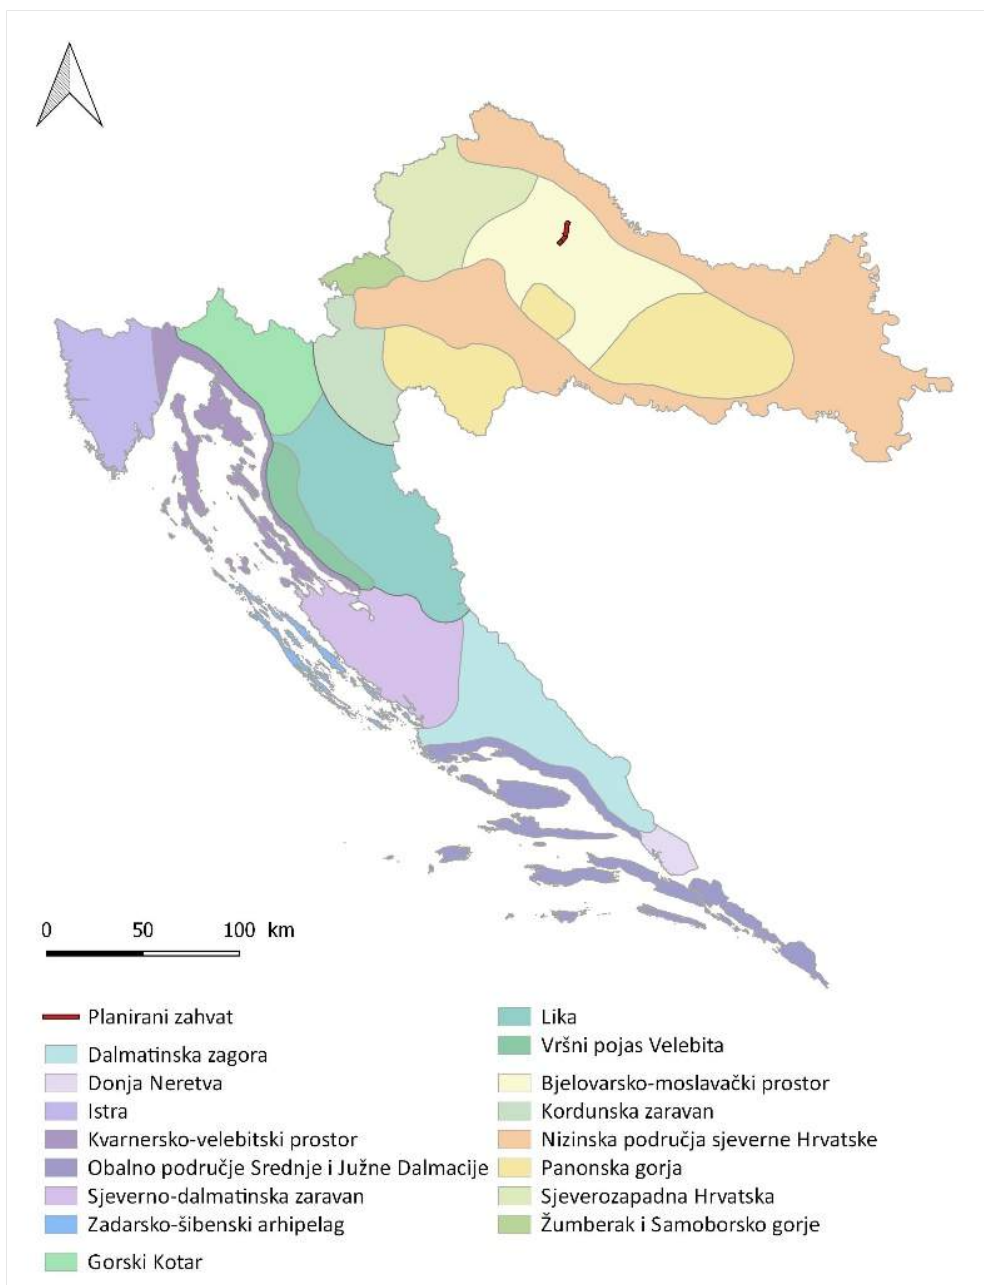 0 50 100 km
Planirani zahvat
Dalmatinska zagora
Donja Neretva
Istra
Kvarnersko-velebitski prostor
Obalno područje Srednje i Južne Dalmacije
Sjeverno-dalmatinska zaravan
Zadarsko-šibenski arhipelag
Gorski Kotar
Lika
Vršni pojas Velebita
Bjelovarsko-moslavački prostor
Kordunska zaravan
Nizinska područja sjeverne Hrvatske
Panonska gorja
Sjeverozapadna Hrvatska
Žumberak i Samoborsko gorje